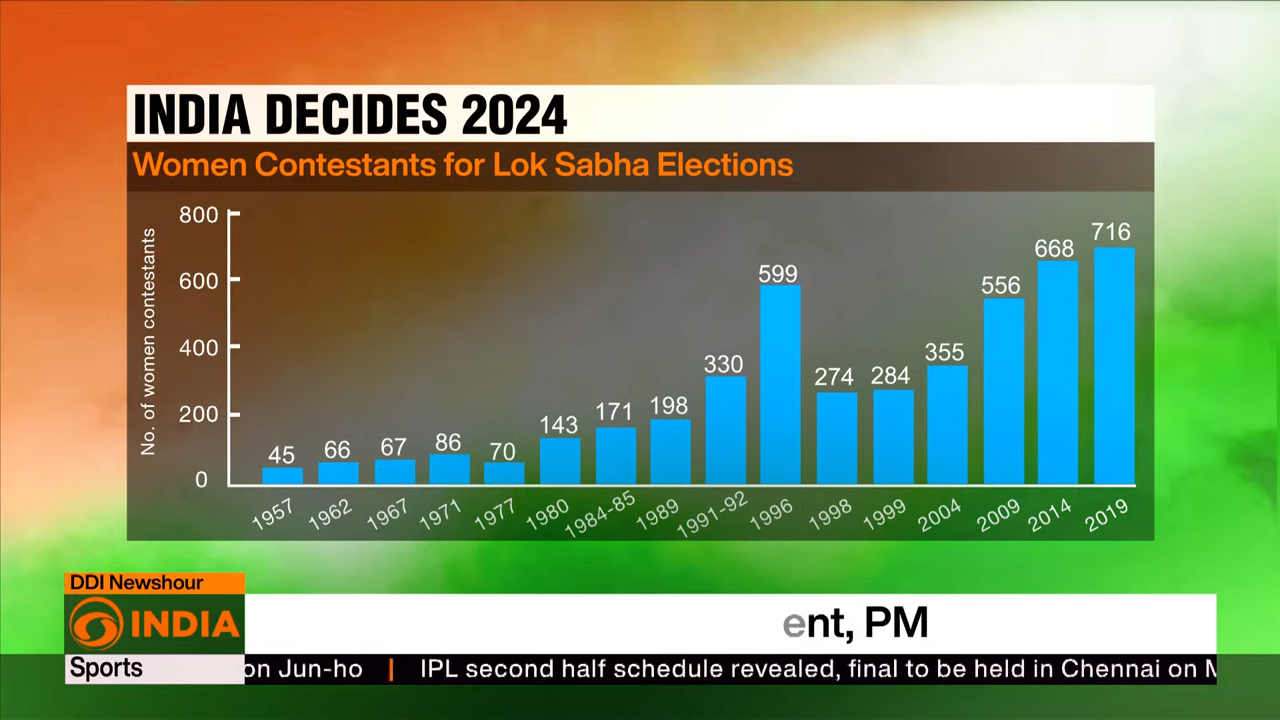 INDIA DECIDES 2024
Women Contestants for Lok Sabha Elections
No. of women contestants
800
600
400
200
0
45 66 67 86 70 143 171 198 330 599 274 284 355 556 668 716
1957 1962 1967 1971 1977 1980 1984-85 1989 1991-92 1996 1998 1999 2004 2009 2014 2019
DDI Newshour
INDIA
ent, PM
Sports
on Jun-ho | IPL second half schedule revealed, final to be held in Chennai on